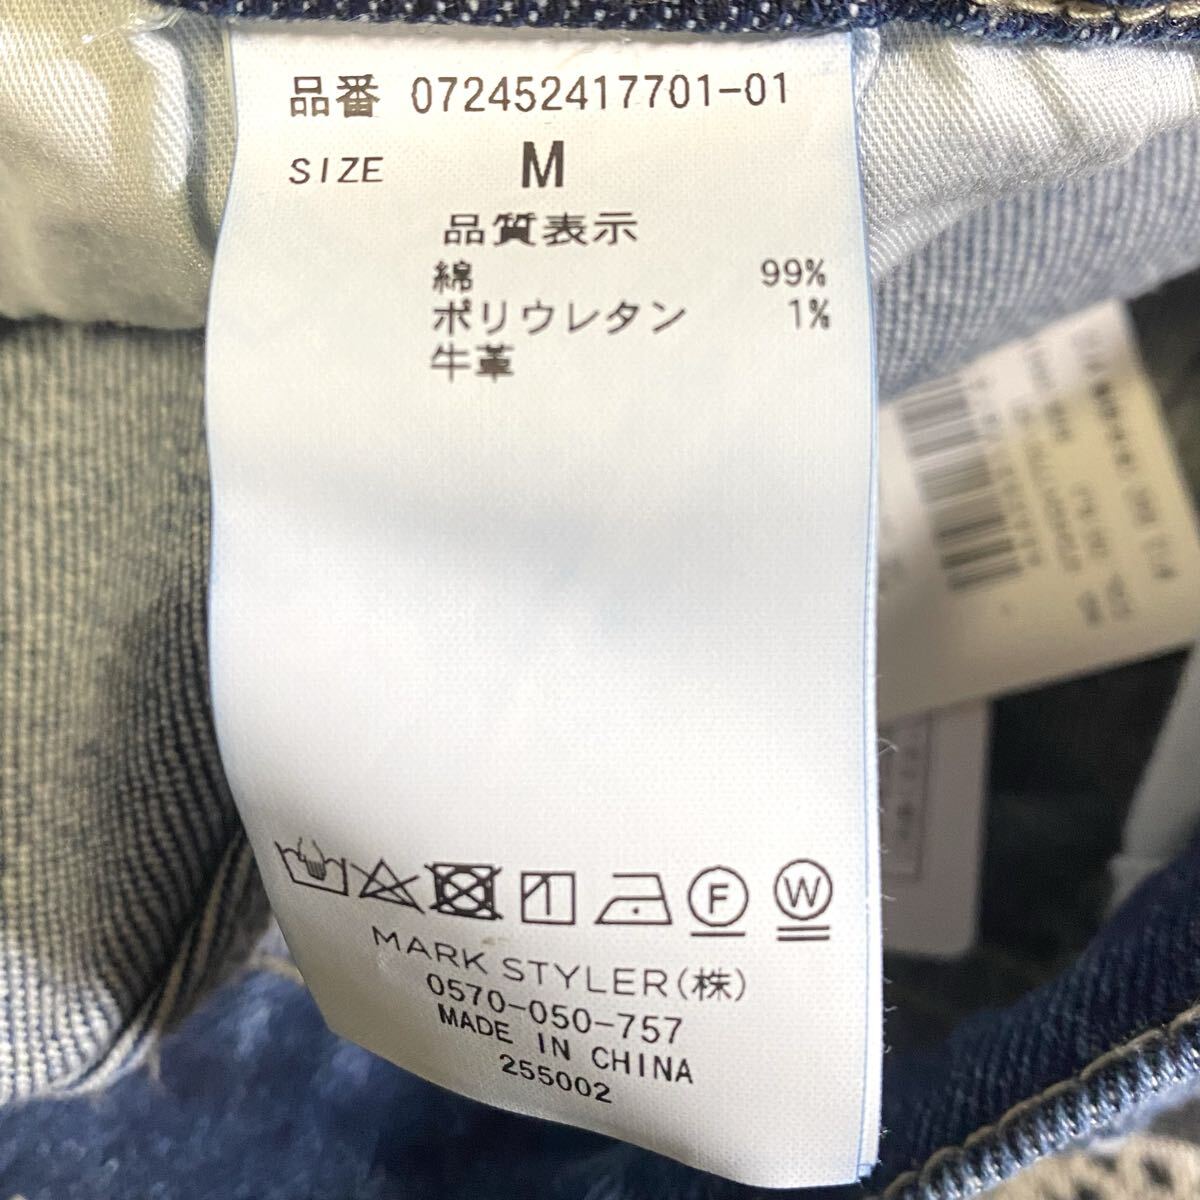 品番 072452417701-01
SIZE M
品質表示
綿 99%
ポリウレタン 1%
牛革
F W
MARK STYLER(株)
0570-050-757
MADE IN CHINA
255002